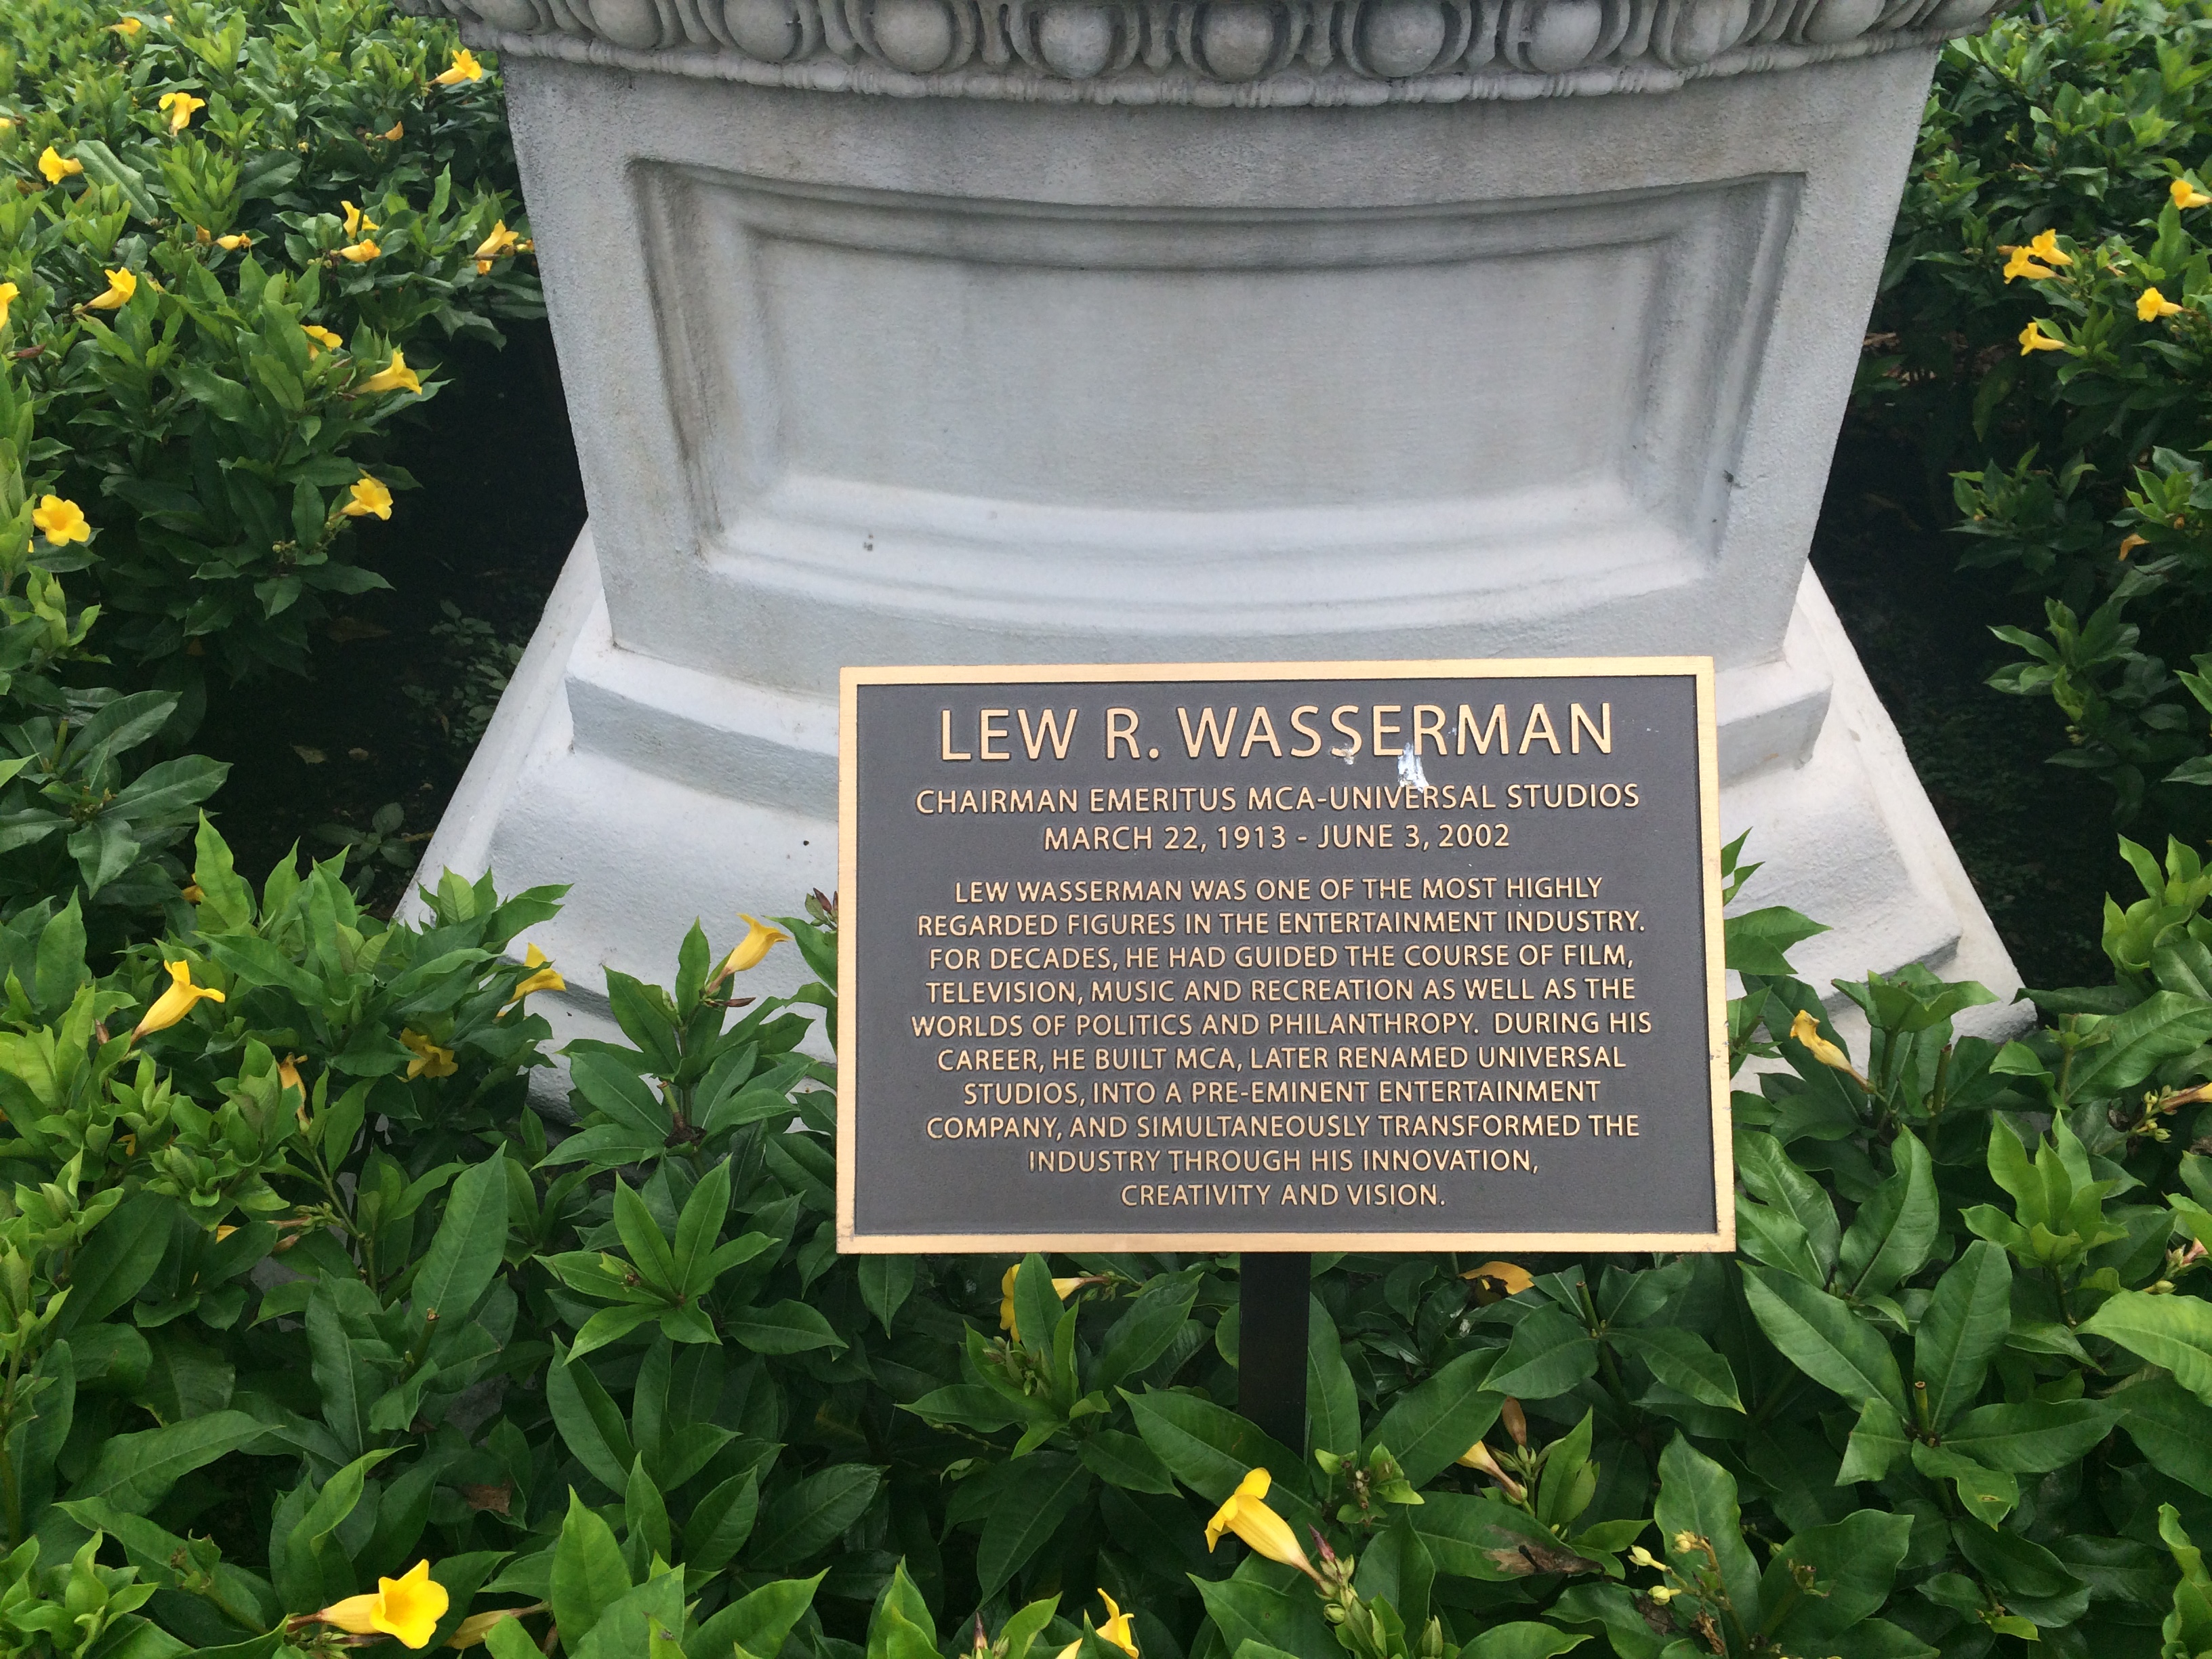 LEW R. WASSERMAN
CHAIRMAN EMERITUS MCA-UNIVERSAL STUDIOS
MARCH 22, 1913 - JUNE 3, 2002
LEW WASSERMAN WAS ONE OF THE MOST HIGHLY
REGARDED FIGURES IN THE ENTERTAINMENT INDUSTRY.
FOR DECADES, HE HAD GUIDED THE COURSE OF FILM,
TELEVISION, MUSIC AND RECREATION AS WELL AS THE
WORLDS OF POLITICS AND PHILANTHROPY. DURING HIS
CAREER, HE BUILT MCA, LATER RENAMED UNIVERSAL
STUDIOS, INTO A PRE-EMINENT ENTERTAINMENT
COMPANY, AND SIMULTANEOUSLY TRANSFORMED THE
INDUSTRY THROUGH HIS INNOVATION,
CREATIVITY AND VISION.